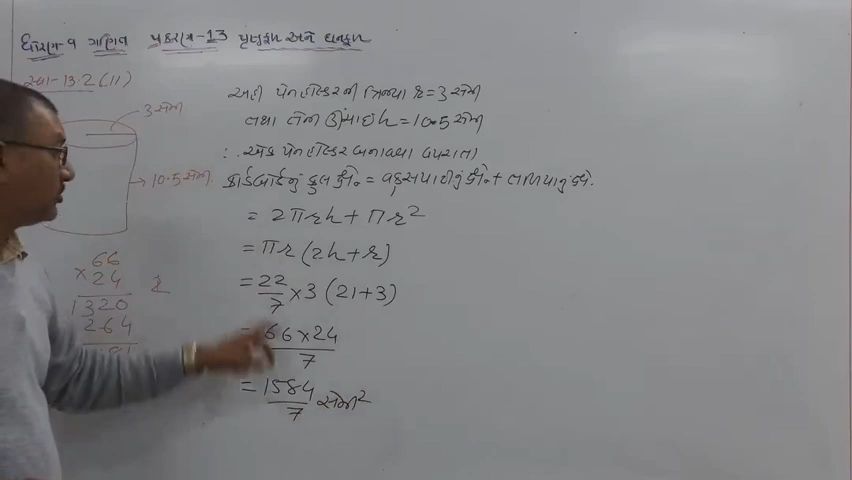 ધોરણ-૧ ગણિત પ્રકરણ-13 પૃષ્ઠફળ અને ઘનફળ
સ્વા-13.2(11)
3 સેમી
10.5 સેમી.
66
×24
1320
264
2
અહી પેનહોલ્ડરની ત્રિજ્યા r=3 સેમી
તથા તેની ઊંચાઈ h=10.5 સેમી
∴ એક પેનહોલ્ડર બનાવવા વપરાતા
કાર્ડબોર્ડનું કુલ ક્ષેત્ર = વક્રસપાટીનું ક્ષેત્ર + તળિયાનું ક્ષે.
= 2πrh + πr²
= πr (2h+r)
= 22/7 × 3 (21+3)
= 66×24/7
= 1584/7 સેમી²